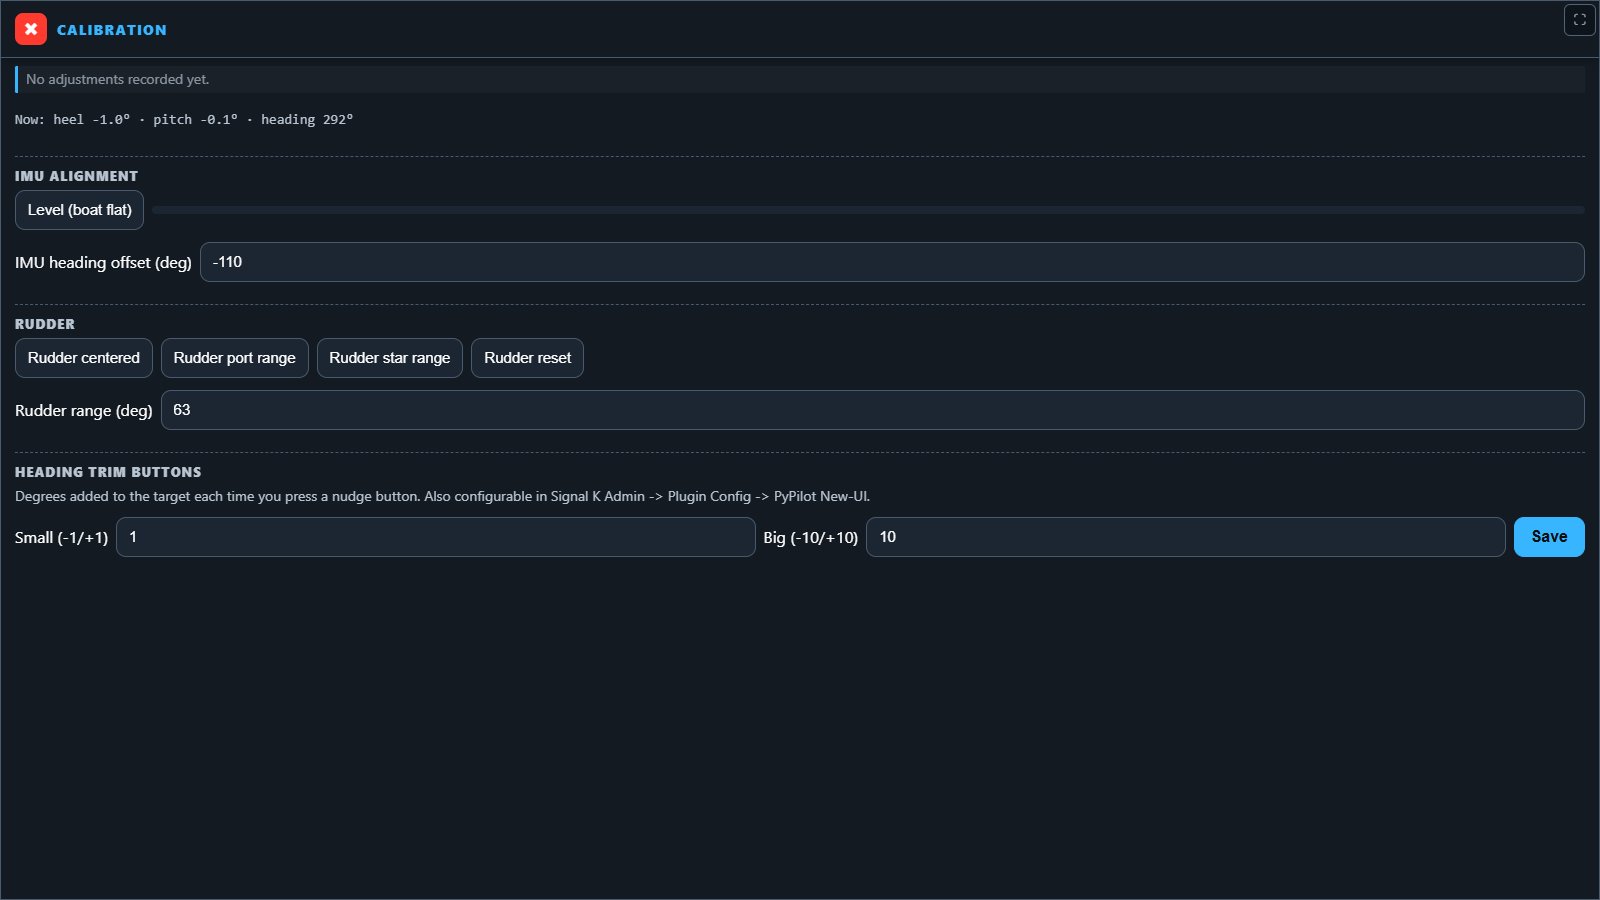 CALIBRATION
No adjustments recorded yet.
Now: heel -1.0° · pitch -0.1° · heading 292°
IMU ALIGNMENT
Level (boat flat)
IMU heading offset (deg) -110
RUDDER
Rudder centered Rudder port range Rudder star range Rudder reset
Rudder range (deg) 63
HEADING TRIM BUTTONS
Degrees added to the target each time you press a nudge button. Also configurable in Signal K Admin -> Plugin Config -> PyPilot New-UI.
Small (-1/+1) 1 Big (-10/+10) 10 Save